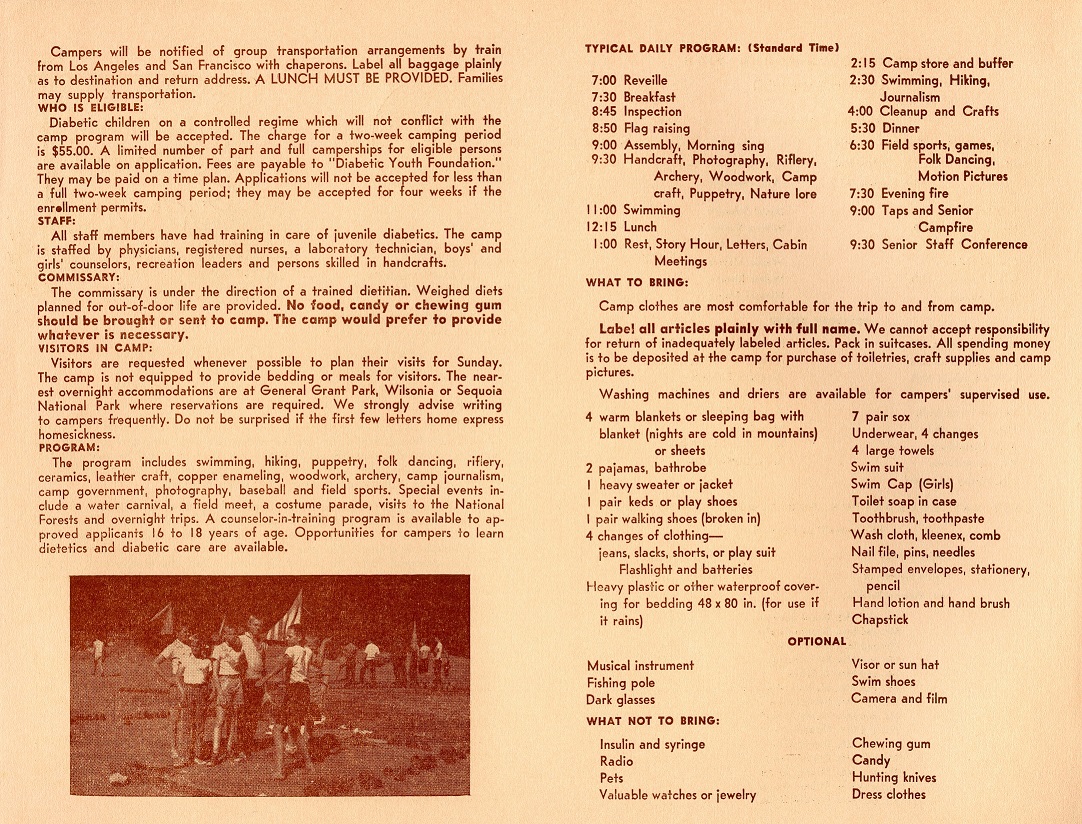 Campers will be notified of group transportation arrangements by train
from Los Angeles and San Francisco with chaperons. Label all baggage plainly
as to destination and return address. A LUNCH MUST BE PROVIDED. Families
may supply transportation.
WHO IS ELIGIBLE:
Diabetic children on a controlled regime which will not conflict with the
camp program will be accepted. The charge for a two-week camping period
is $55.00. A limited number of part and full camperships for eligible persons
are available on application. Fees are payable to "Diabetic Youth Foundation."
They may be paid on a time plan. Applications will not be accepted for less than
a full two-week camping period; they may be accepted for four weeks if the
enrollment permits.
STAFF:
All staff members have had training in care of juvenile diabetics. The camp
is staffed by physicians, registered nurses, a laboratory technician, boys' and
girls' counselors, recreation leaders and persons skilled in handcrafts.
COMMISSARY:
The commissary is under the direction of a trained dietitian. Weighed diets
planned for out-of-door life are provided. No food, candy or chewing gum
should be brought or sent to camp. The camp would prefer to provide
whatever is necessary.
VISITORS IN CAMP:
Visitors are requested whenever possible to plan their visits for Sunday.
The camp is not equipped to provide bedding or meals for visitors. The near-
est overnight accommodations are at General Grant Park, Wilsonia or Sequoia
National Park where reservations are required. We strongly advise writing
to campers frequently. Do not be surprised if the first few letters home express
homesickness.
PROGRAM:
The program includes swimming, hiking, puppetry, folk dancing, riflery,
ceramics, leather craft, copper enameling, woodwork, archery, camp journalism,
camp government, photography, baseball and field sports. Special events in-
clude a water carnival, a field meet, a costume parade, visits to the National
Forests and overnight trips. A counselor-in-training program is available to ap-
proved applicants 16 to 18 years of age. Opportunities for campers to learn
dietetics and diabetic care are available.
TYPICAL DAILY PROGRAM: (Standard Time)
7:00 Reveille
7:30 Breakfast
8:45 Inspection
8:50 Flag raising
9:00 Assembly, Morning sing
9:30 Handcraft, Photography, Riflery,
Archery, Woodwork, Camp
craft, Puppetry, Nature lore
11:00 Swimming
12:15 Lunch
1:00 Rest, Story Hour, Letters, Cabin
Meetings
2:15 Camp store and buffer
2:30 Swimming, Hiking,
Journalism
4:00 Cleanup and Crafts
5:30 Dinner
6:30 Field sports, games,
Folk Dancing,
Motion Pictures
7:30 Evening fire
9:00 Taps and Senior
Campfire
9:30 Senior Staff Conference
WHAT TO BRING:
Camp clothes are most comfortable for the trip to and from camp.
Label all articles plainly with full name. We cannot accept responsibility
for return of inadequately labeled articles. Pack in suitcases. All spending money
is to be deposited at the camp for purchase of toiletries, craft supplies and camp
pictures.
Washing machines and driers are available for campers' supervised use.
4 warm blankets or sleeping bag with
blanket (nights are cold in mountains)
or sheets
2 pajamas, bathrobe
1 heavy sweater or jacket
1 pair keds or play shoes
1 pair walking shoes (broken in)
4 changes of clothing—
jeans, slacks, shorts, or play suit
Flashlight and batteries
Heavy plastic or other waterproof cover-
ing for bedding 48 x 80 in. (for use if
it rains)
7 pair sox
Underwear, 4 changes
4 large towels
Swim suit
Swim Cap (Girls)
Toilet soap in case
Toothbrush, toothpaste
Wash cloth, kleenex, comb
Nail file, pins, needles
Stamped envelopes, stationery,
pencil
Hand lotion and hand brush
Chapstick
OPTIONAL
Musical instrument
Fishing pole
Dark glasses
Visor or sun hat
Swim shoes
Camera and film
WHAT NOT TO BRING:
Insulin and syringe
Radio
Pets
Valuable watches or jewelry
Chewing gum
Candy
Hunting knives
Dress clothes